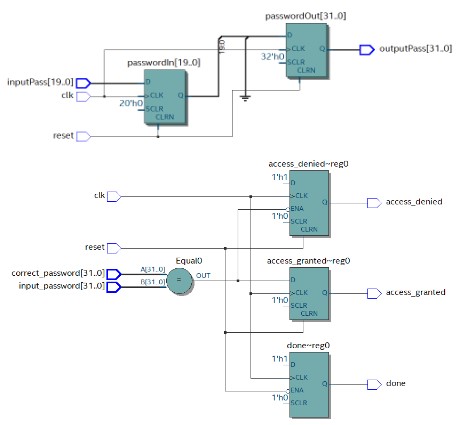 passwordOut[31..0]
D
CLK
32'h0
SCLR
CLRN
Q
outputPass[31..0]
19:0
passwordIn[19..0]
inputPass[19..0]
clk
D
CLK
20'h0
SCLR
CLRN
Q
reset
access_denied~reg0
1'h1
D
clk
CLK
ENA
1'h0
SCLR
CLRN
Q
access_denied
reset
Equal0
correct_password[31..0]
A[31..0]
input_password[31..0]
B[31..0]
=
OUT
access_granted~reg0
D
CLK
1'h0
SCLR
CLRN
Q
access_granted
done~reg0
1'h1
D
CLK
ENA
1'h0
SCLR
Q
done